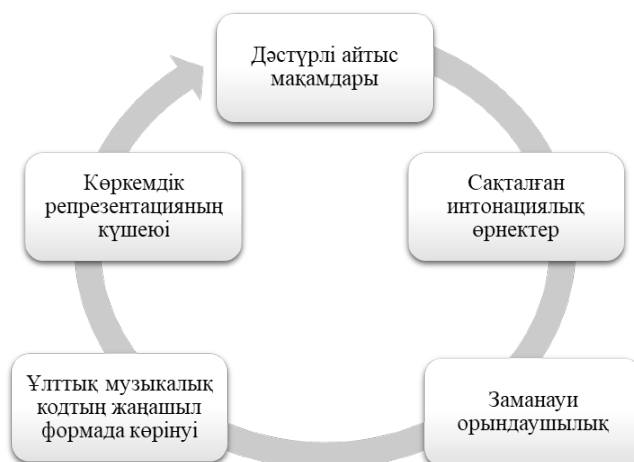 Дәстүрлі айтыс
мақамдары
Сақталған
интонациялық
өрнектер
Заманауи
орындаушылық
Ұлттық музыкалық
кодтың жаңашыл
формада көрінуі
Көркемдік
репрезентацияның
күшеюі